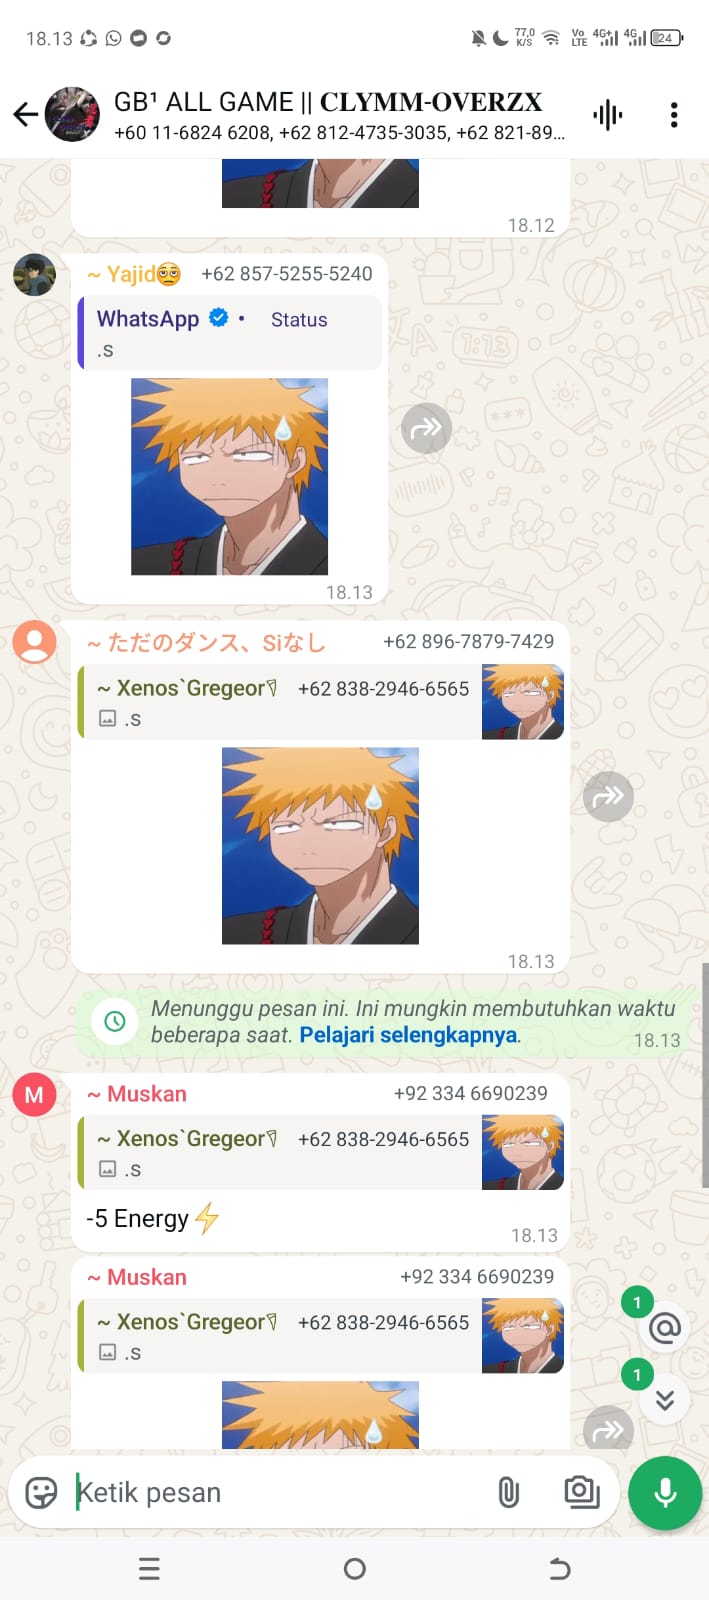 18.13
77,0 K/S
Vo LTE
4G+
4G
24
GB¹ ALL GAME || 𝐂𝐋𝐘𝐌𝐌-𝐎𝐕𝐄𝐑𝐙𝐗
+60 11-6824 6208, +62 812-4735-3035, +62 821-89...
18.12
~ Yajid😩 +62 857-5255-5240
WhatsApp • Status
.s
18.13
~ ただのダンス、Siなし +62 896-7879-7429
~ Xenos`Gregeor +62 838-2946-6565
.s
18.13
Menunggu pesan ini. Ini mungkin membutuhkan waktu
beberapa saat. Pelajari selengkapnya.
18.13
M
~ Muskan +92 334 6690239
~ Xenos`Gregeor +62 838-2946-6565
.s
-5 Energy⚡
18.13
~ Muskan +92 334 6690239
~ Xenos`Gregeor +62 838-2946-6565
.s
1
@
1
Ketik pesan